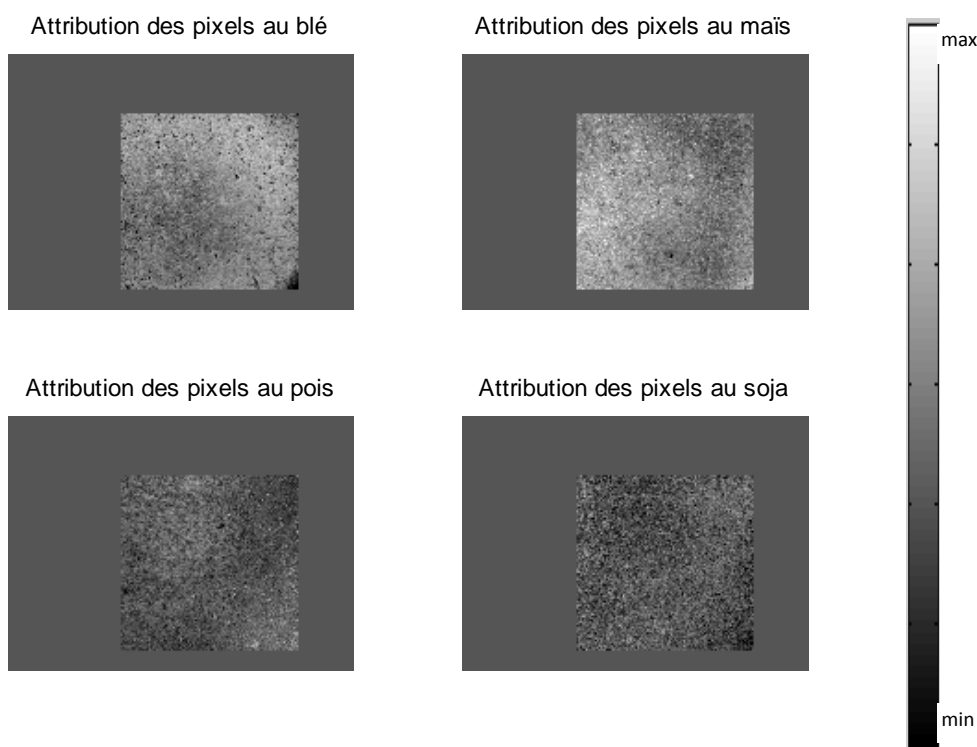 Attribution des pixels au blé
Attribution des pixels au maïs
max
Attribution des pixels au pois
Attribution des pixels au soja
min